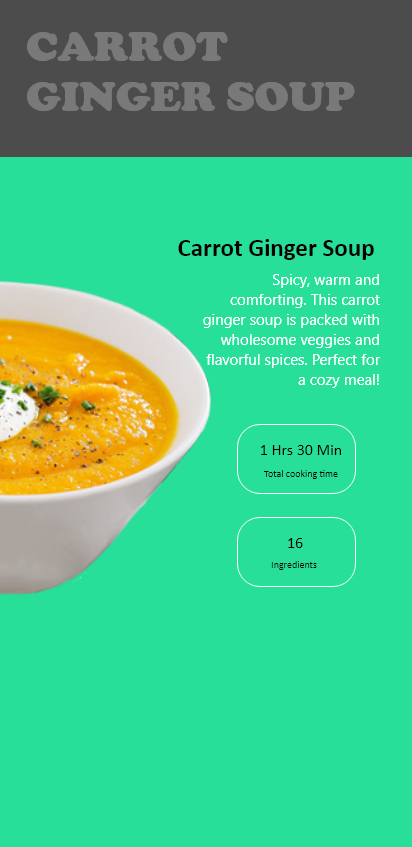 CARROT
GINGER SOUP
Carrot Ginger Soup
Spicy, warm and
comforting. This carrot
ginger soup is packed with
wholesome veggies and
flavorful spices. Perfect for
a cozy meal!
1 Hrs 30 Min
Total cooking time
16
Ingredients